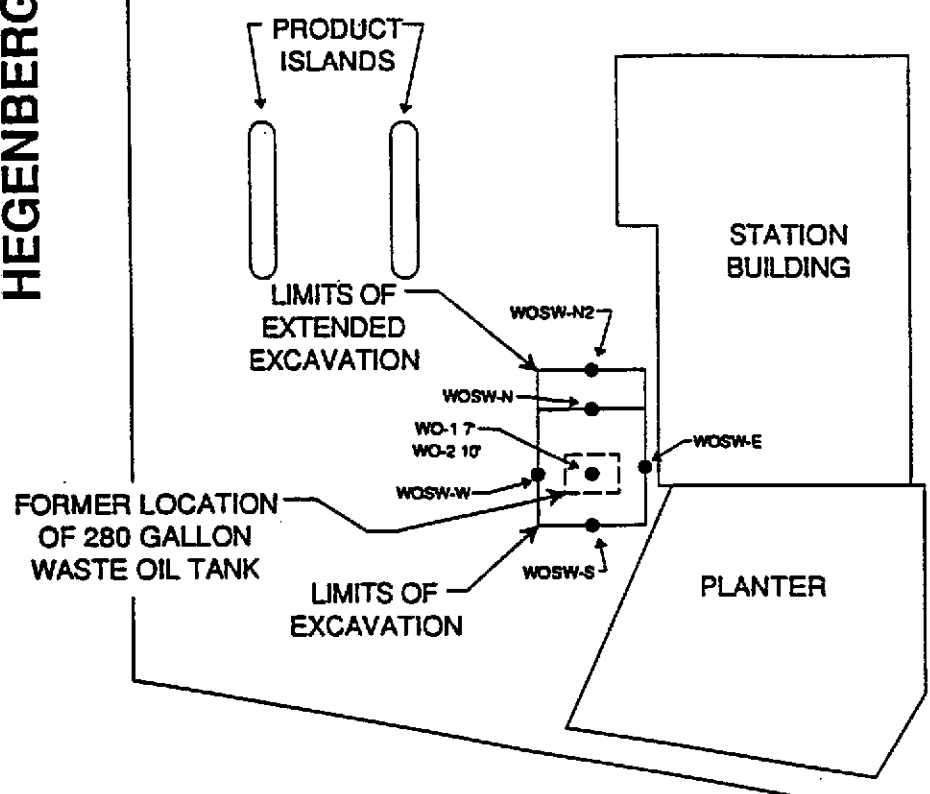 HEGENBERG
PRODUCT
ISLANDS
STATION
BUILDING
LIMITS OF
EXTENDED
EXCAVATION
WOSW-N2
WOSW-N
WO-1 7'
WO-2 10'
WOSW-E
WOSW-W
FORMER LOCATION
OF 280 GALLON
WASTE OIL TANK
WOSW-S
LIMITS OF
EXCAVATION
PLANTER